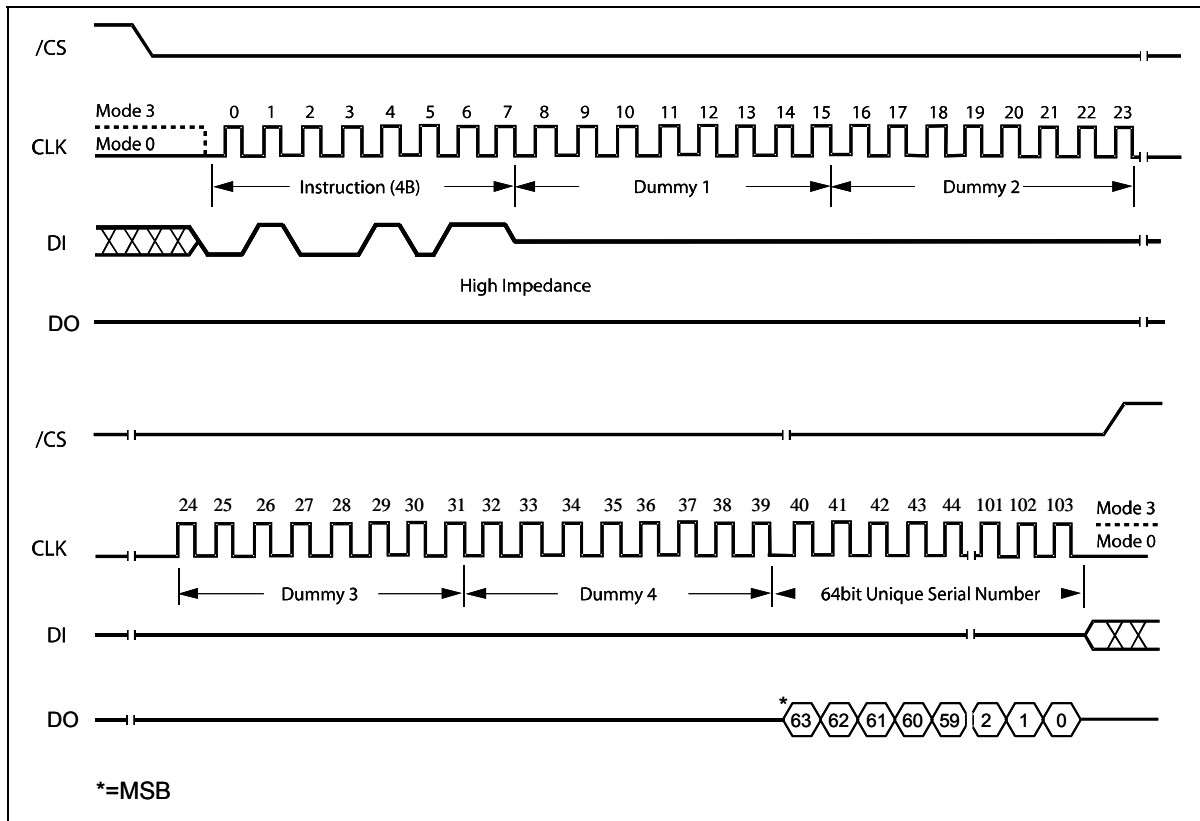 /CS
Mode 3
0 1 2 3 4 5 6 7 8 9 10 11 12 13 14 15 16 17 18 19 20 21 22 23
CLK
Mode 0
Instruction (4B) Dummy 1 Dummy 2
DI
High Impedance
DO
/CS
24 25 26 27 28 29 30 31 32 33 34 35 36 37 38 39 40 41 42 43 44 101 102 103
Mode 3
CLK
Mode 0
Dummy 3 Dummy 4 64bit Unique Serial Number
DI
*
DO 63 62 61 60 59 2 1 0
*=MSB